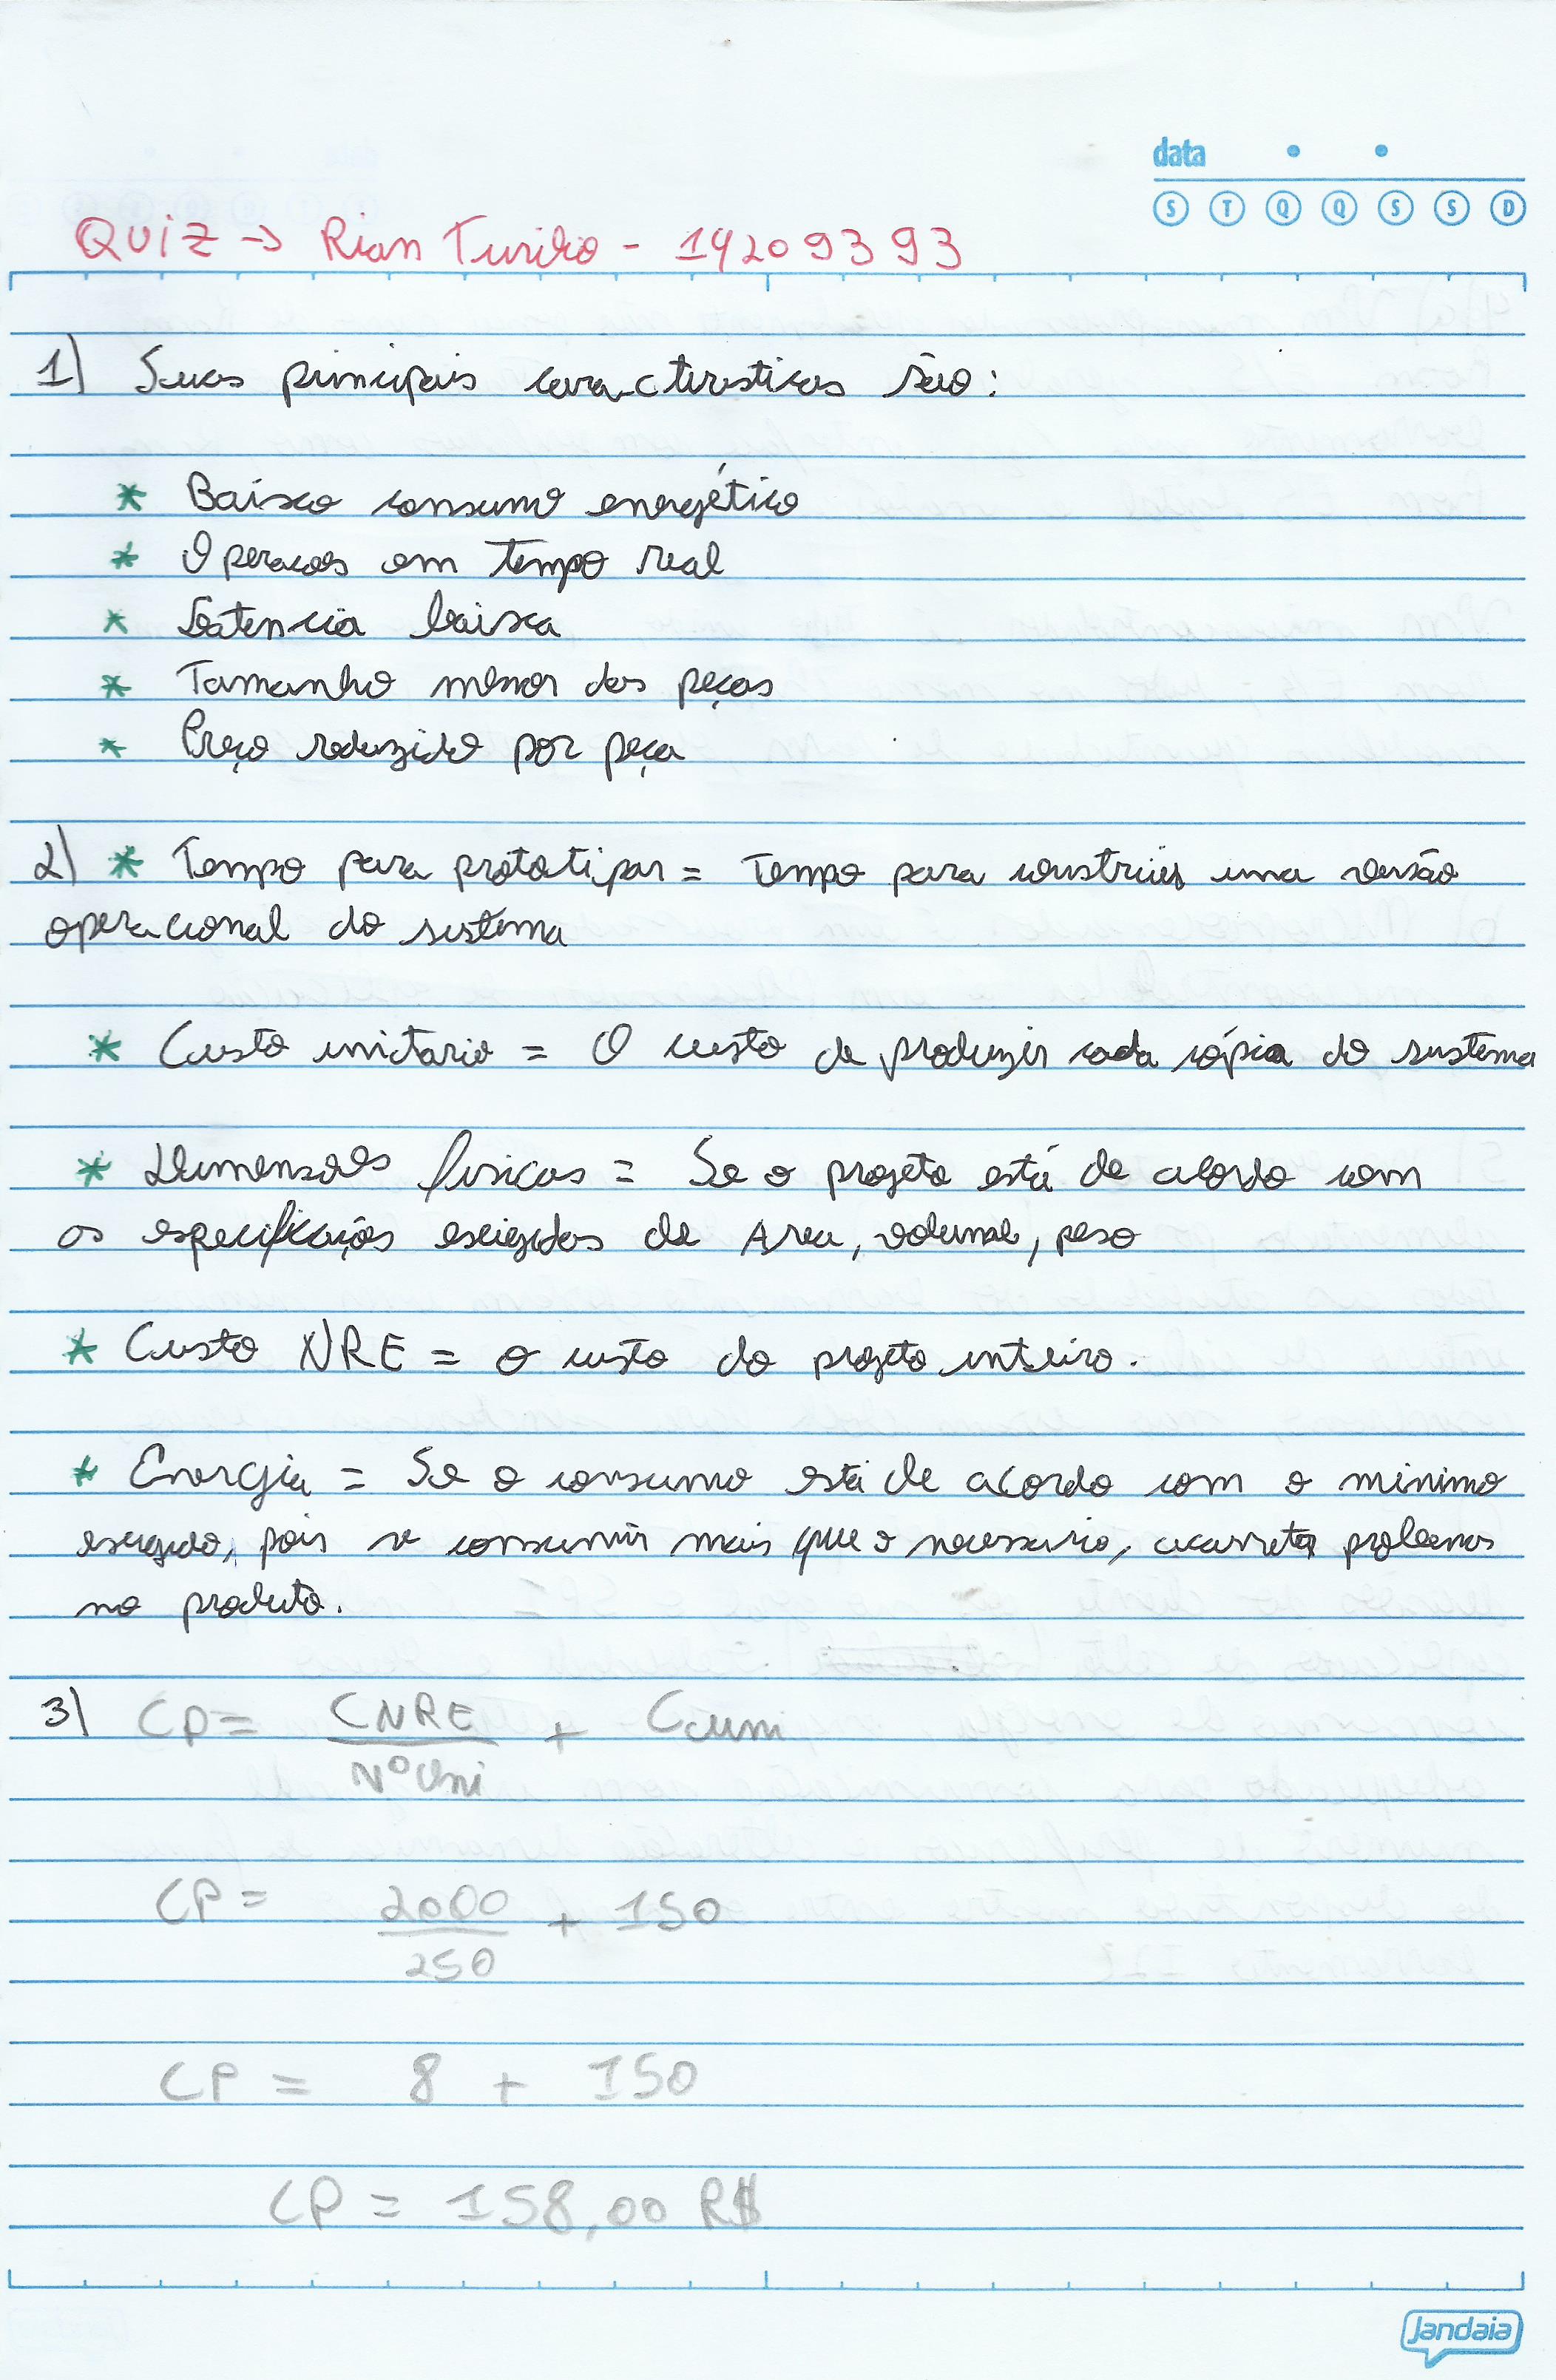 data
S T Q Q S S D
QUIZ → Rian Turibio - 14209393
1) Suas principais caracteristicas são:
* Baixo consumo energético
* Operacoes em tempo real
* Latencia baixa
* Tamanho menor das peças
* Preço reduzido por peça
2) * Tempo para prototipar = Tempo para construir uma versão
operacional do sistema
* Custo unitario = O custo de produzir cada cópia do sistema
* Dimensões fisicas = Se o projeto está de acordo com
as especificações exigidas de Area, volume, peso
* Custo NRE = o custo do projeto inteiro.
* Energia = Se o consumo está de acordo com o minimo
exigido, pois se consumir mais que o necessario, acarreta problemas
no produto.
3) CP = CNRE / Nº Uni + Cuni
CP = 2000 / 250 + 150
CP = 8 + 150
CP = 158,00 R$
Jandaia